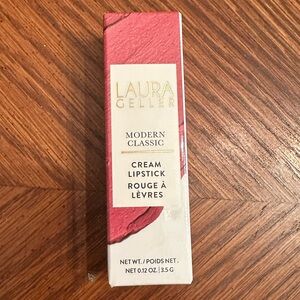 LAURA
GELLER
MODERN
CLASSIC
CREAM
LIPSTICK
ROUGE À
LÈVRES
NET WT./POIDS NET.
NET 0.12 OZ. | 3.5 G